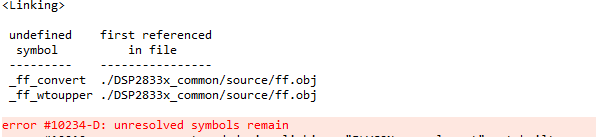 <Linking>
undefined first referenced
symbol in file
--------- ----------------
_ff_convert ./DSP2833x_common/source/ff.obj
_ff_wtoupper ./DSP2833x_common/source/ff.obj
error #10234-D: unresolved symbols remain